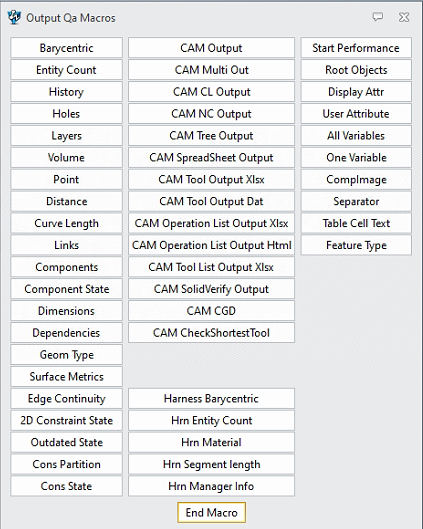 Output Qa Macros
Barycentric
Entity Count
History
Holes
Layers
Volume
Point
Distance
Curve Length
Links
Components
Component State
Dimensions
Dependencies
Geom Type
Surface Metrics
Edge Continuity
2D Constraint State
Outdated State
Cons Partition
Cons State
CAM Output
CAM Multi Out
CAM CL Output
CAM NC Output
CAM Tree Output
CAM SpreadSheet Output
CAM Tool Output Xlsx
CAM Tool Output Dat
CAM Operation List Output Xlsx
CAM Operation List Output Html
CAM Tool List Output Xlsx
CAM SolidVerify Output
CAM CGD
CAM CheckShortestTool
Harness Barycentric
Hrn Entity Count
Hrn Material
Hrn Segment length
Hrn Manager Info
Start Performance
Root Objects
Display Attr
User Attribute
All Variables
One Variable
CompImage
Separator
Table Cell Text
Feature Type
End Macro